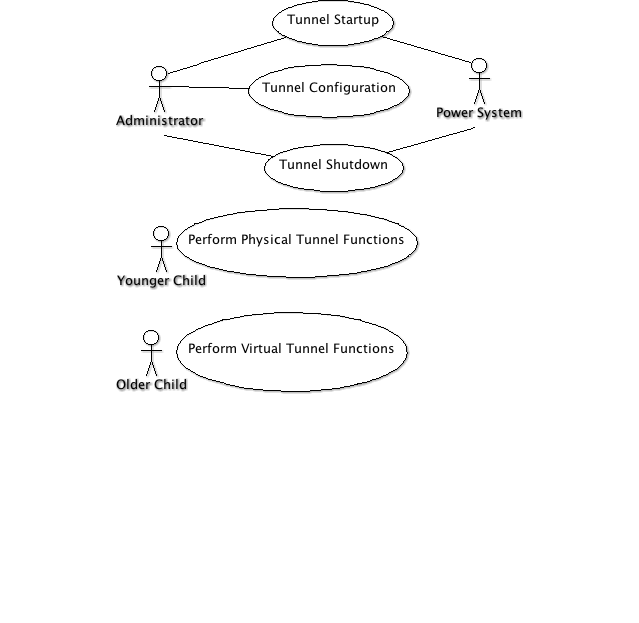 Tunnel Startup
Tunnel Configuration
Administrator
Power System
Tunnel Shutdown
Perform Physical Tunnel Functions
Younger Child
Perform Virtual Tunnel Functions
Older Child